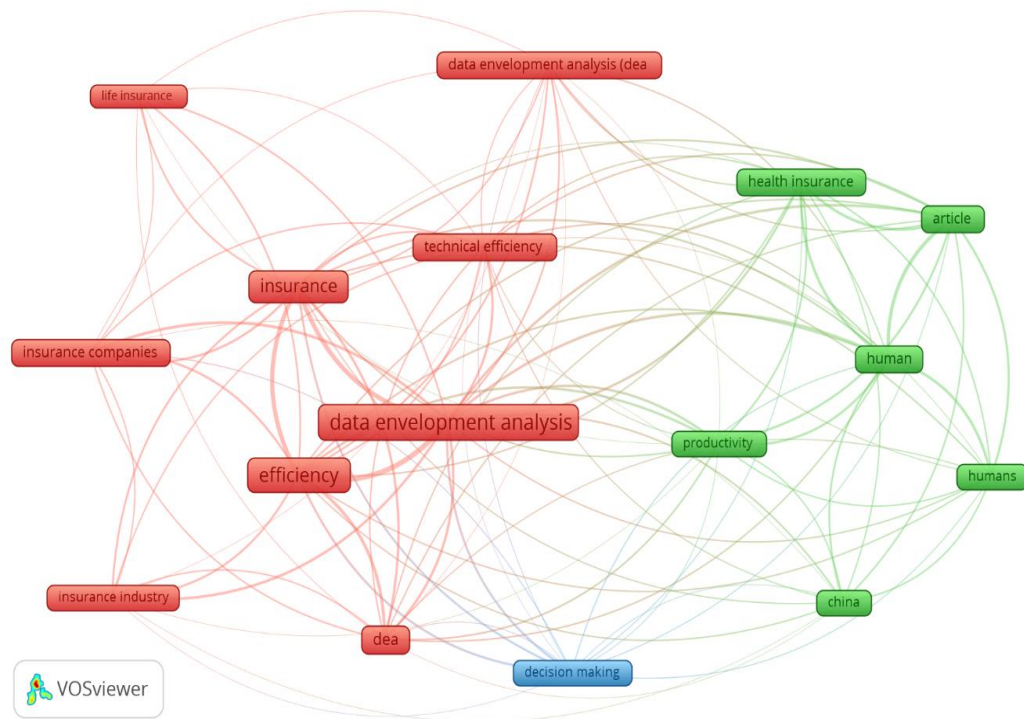 data envelopment analysis (dea
life insurance
health insurance
article
technical efficiency
insurance
insurance companies
human
data envelopment analysis
productivity
efficiency
humans
insurance industry
china
dea
decision making
VOSviewer